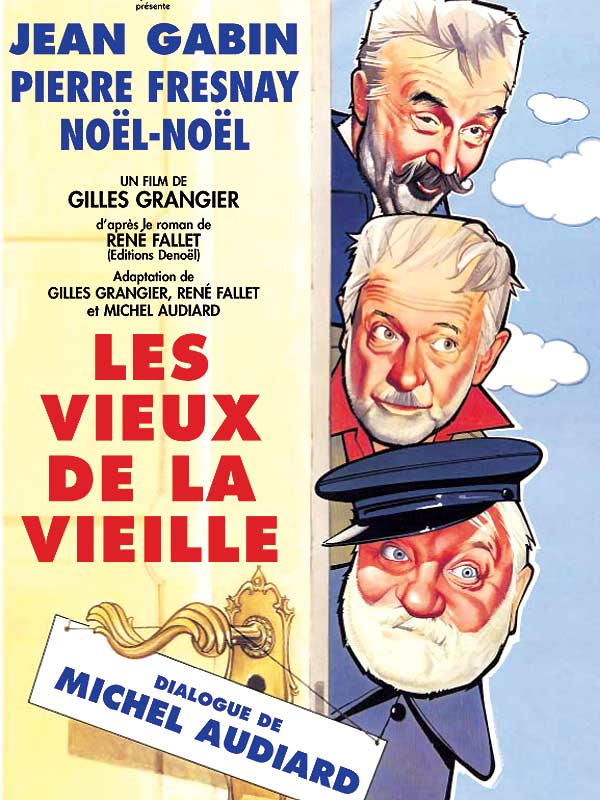 présente
JEAN GABIN
PIERRE FRESNAY
NOËL-NOËL
UN FILM DE
GILLES GRANGIER
d'après le roman de
RENÉ FALLET
(Editions Denoël)
Adaptation de
GILLES GRANGIER, RENÉ FALLET
et MICHEL AUDIARD
LES
VIEUX
DE LA
VIEILLE
DIALOGUE DE
MICHEL AUDIARD